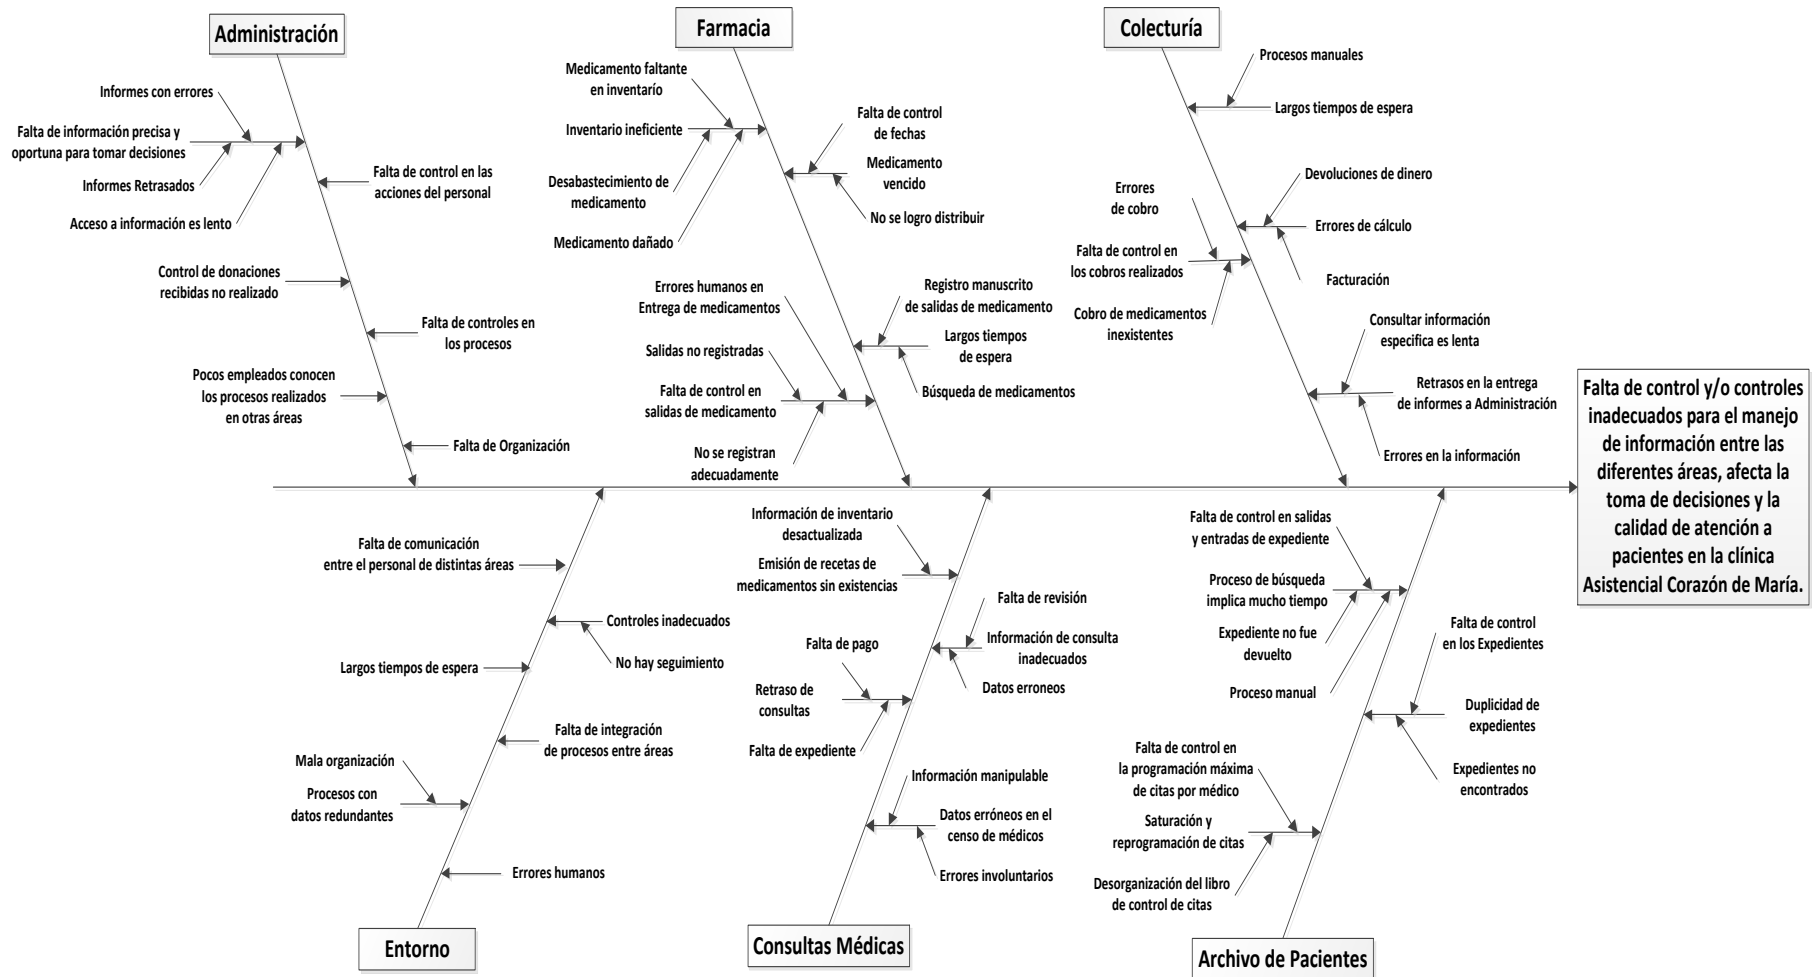 Administración
Informes con errores
Falta de información precisa y
oportuna para tomar decisiones
Informes Retrasados
Acceso a información es lento
Falta de control en las
acciones del personal
Control de donaciones
recibidas no realizado
Falta de controles en
los procesos
Pocos empleados conocen
los procesos realizados
en otras áreas
Falta de Organización
Farmacia
Medicamento faltante
en inventarío
Inventario ineficiente
Desabastecimiento de
medicamento
Medicamento dañado
Falta de control
de fechas
Medicamento
vencido
No se logro distribuir
Errores humanos en
Entrega de medicamentos
Salidas no registradas
Falta de control en
salidas de medicamento
No se registran
adecuadamente
Registro manuscrito
de salidas de medicamento
Largos tiempos
de espera
Búsqueda de medicamentos
Colecturía
Procesos manuales
Largos tiempos de espera
Devoluciones de dinero
Errores de cálculo
Facturación
Errores
de cobro
Falta de control en
los cobros realizados
Cobro de medicamentos
inexistentes
Consultar información
especifica es lenta
Retrasos en la entrega
de informes a Administración
Errores en la información
Falta de control y/o controles
inadecuados para el manejo
de información entre las
diferentes áreas, afecta la
toma de decisiones y la
calidad de atención a
pacientes en la clínica
Asistencial Corazón de María.
Falta de comunicación
entre el personal de distintas áreas
Controles inadecuados
No hay seguimiento
Largos tiempos de espera
Falta de integración
de procesos entre áreas
Mala organización
Procesos con
datos redundantes
Errores humanos
Entorno
Información de inventario
desactualizada
Emisión de recetas de
medicamentos sin existencias
Falta de revisión
Información de consulta
inadecuados
Datos erroneos
Falta de pago
Retraso de
consultas
Falta de expediente
Información manipulable
Datos erróneos en el
censo de médicos
Errores involuntarios
Consultas Médicas
Falta de control en salidas
y entradas de expediente
Proceso de búsqueda
implica mucho tiempo
Expediente no fue
devuelto
Proceso manual
Falta de control
en los Expedientes
Duplicidad de
expedientes
Expedientes no
encontrados
Falta de control en
la programación máxima
de citas por médico
Saturación y
reprogramación de citas
Desorganización del libro
de control de citas
Archivo de Pacientes